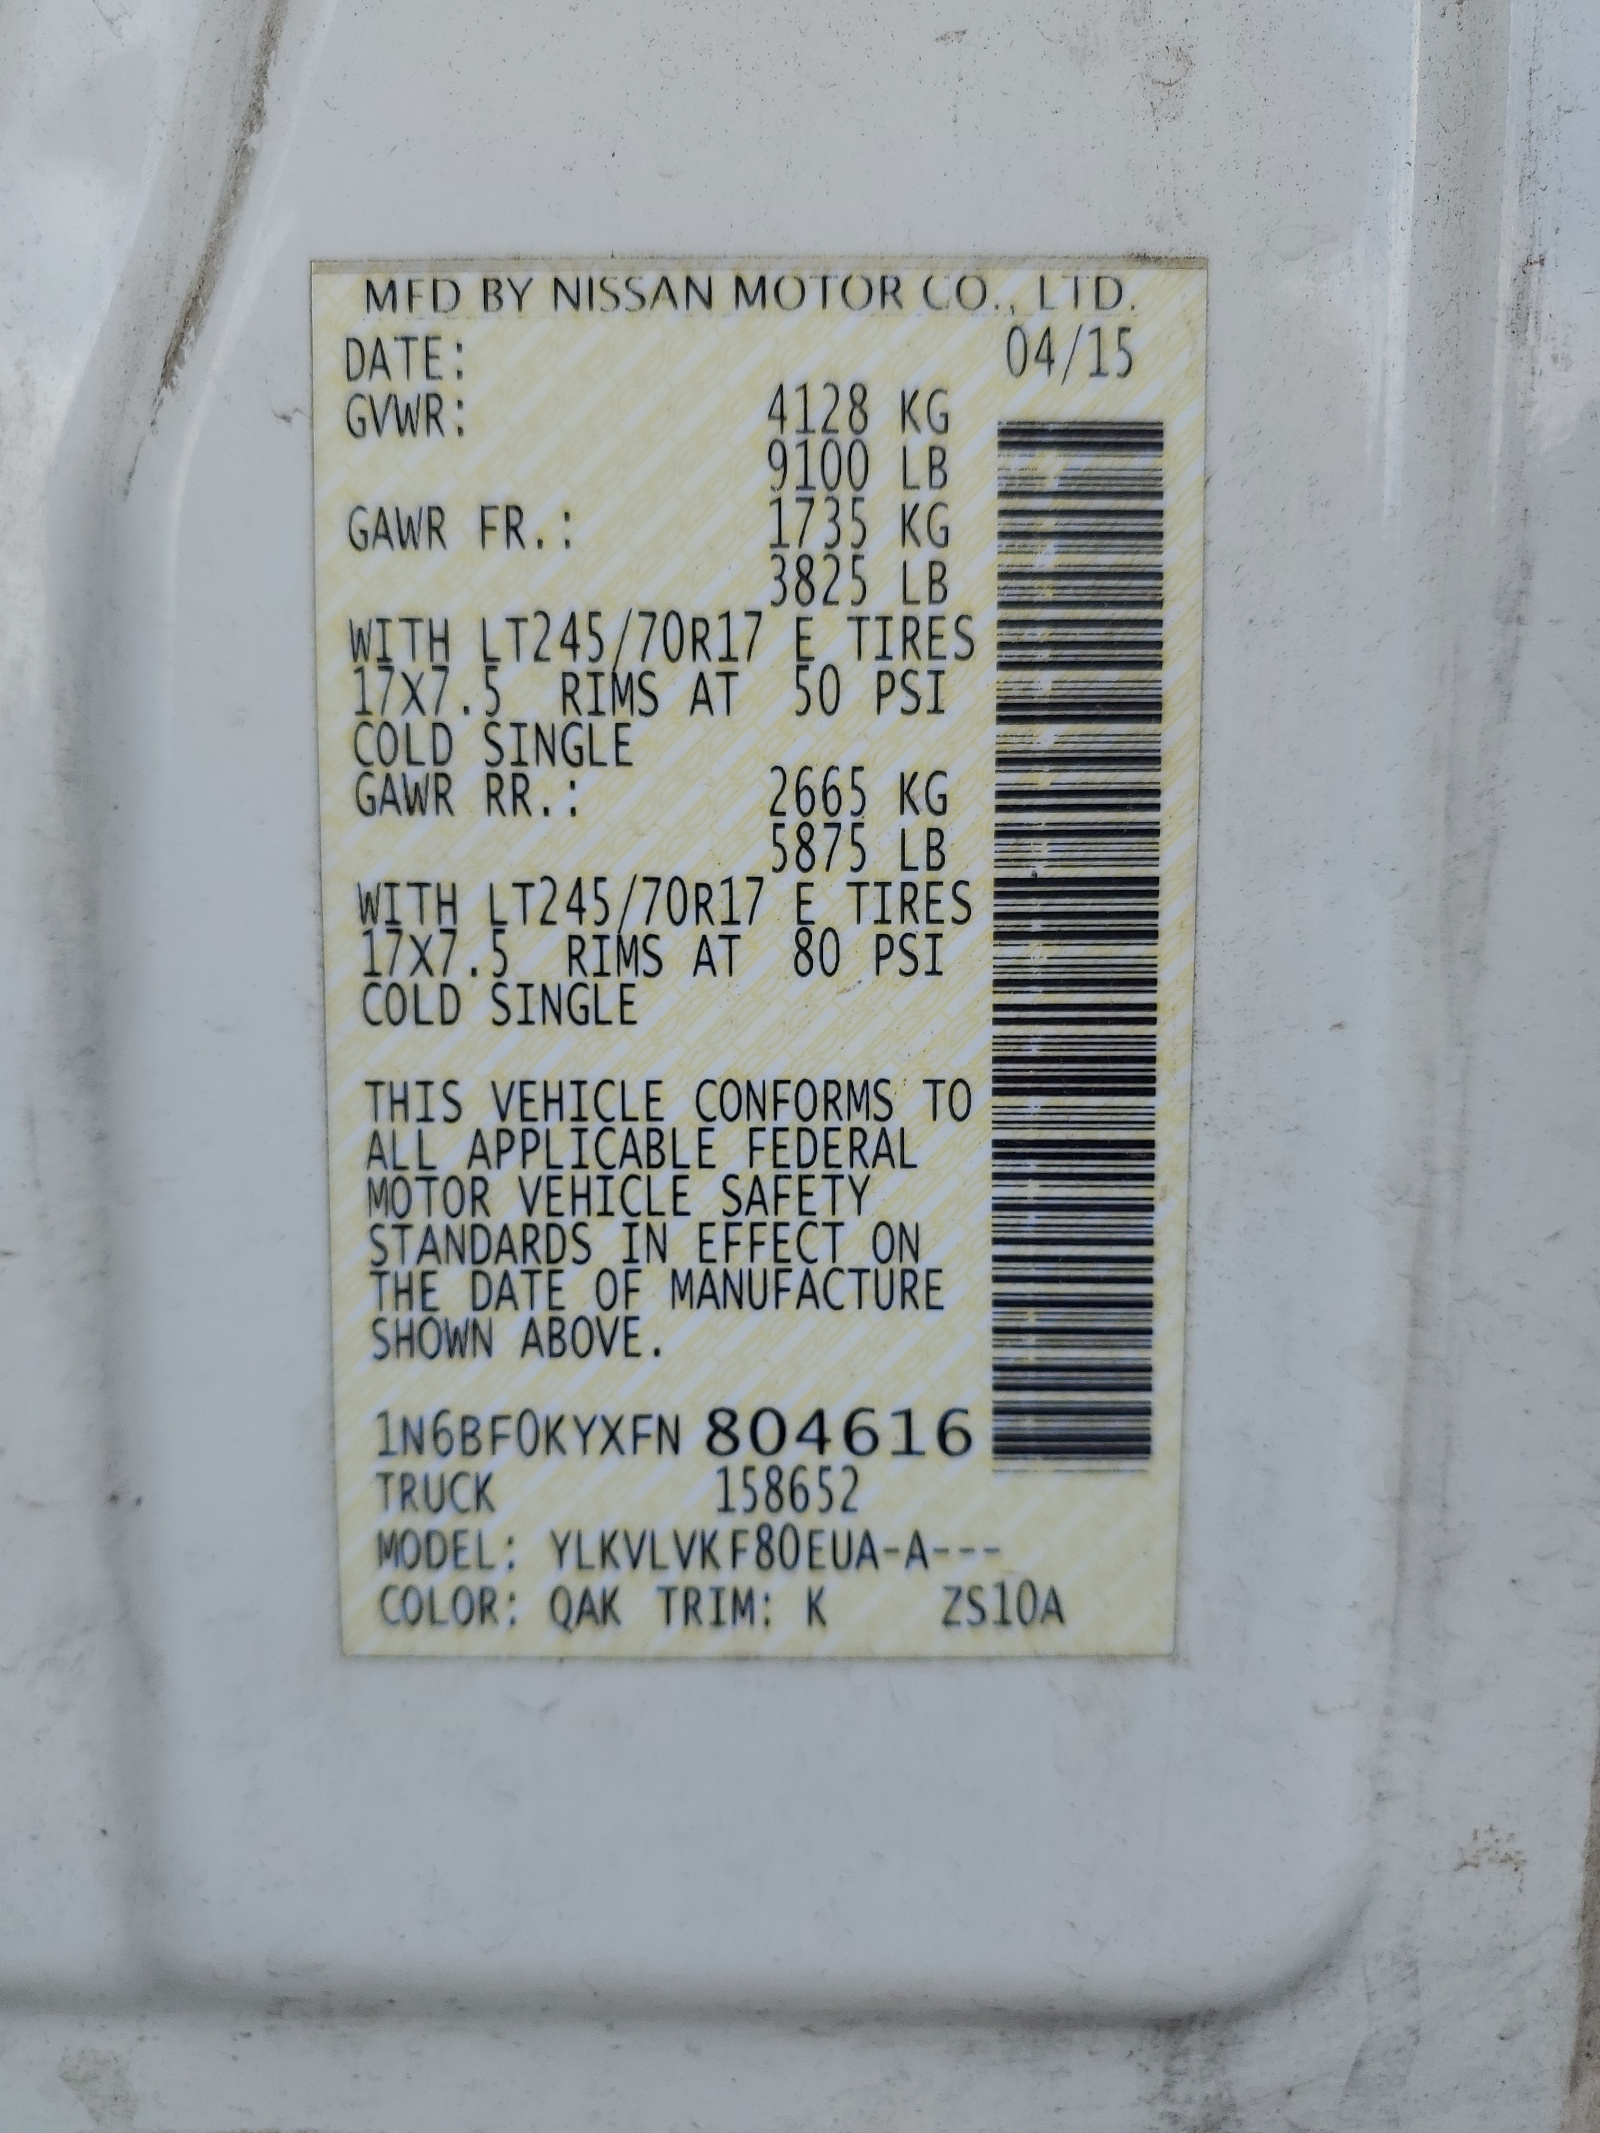 MFD BY NISSAN MOTOR CO., LTD.
DATE: 04/15
GVWR: 4128 KG
9100 LB
GAWR FR.: 1735 KG
3825 LB
WITH LT245/70R17 E TIRES
17X7.5 RIMS AT 50 PSI
COLD SINGLE
GAWR RR.: 2665 KG
5875 LB
WITH LT245/70R17 E TIRES
17X7.5 RIMS AT 80 PSI
COLD SINGLE
THIS VEHICLE CONFORMS TO
ALL APPLICABLE FEDERAL
MOTOR VEHICLE SAFETY
STANDARDS IN EFFECT ON
THE DATE OF MANUFACTURE
SHOWN ABOVE.
1N6BF0KYXFN 804616
TRUCK 158652
MODEL: YLKVLVKF80EUA-A---
COLOR: QAK TRIM: K ZS10A